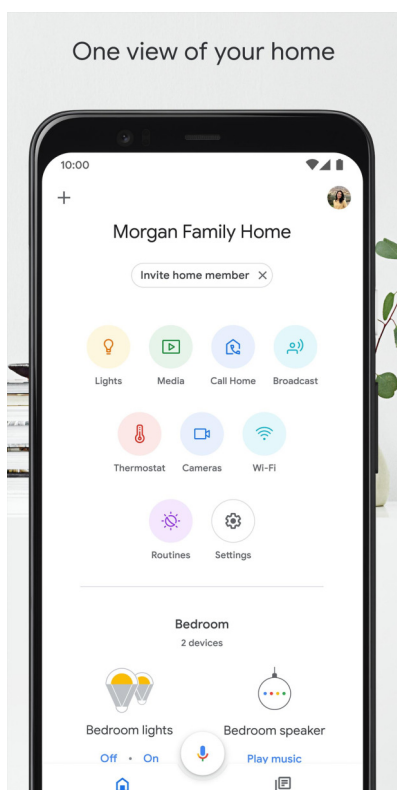 One view of your home
10:00
Morgan Family Home
Invite home member
Lights Media Call Home Broadcast
Thermostat Cameras Wi-Fi
Routines Settings
Bedroom
2 devices
Bedroom lights Bedroom speaker
Off • On Play music